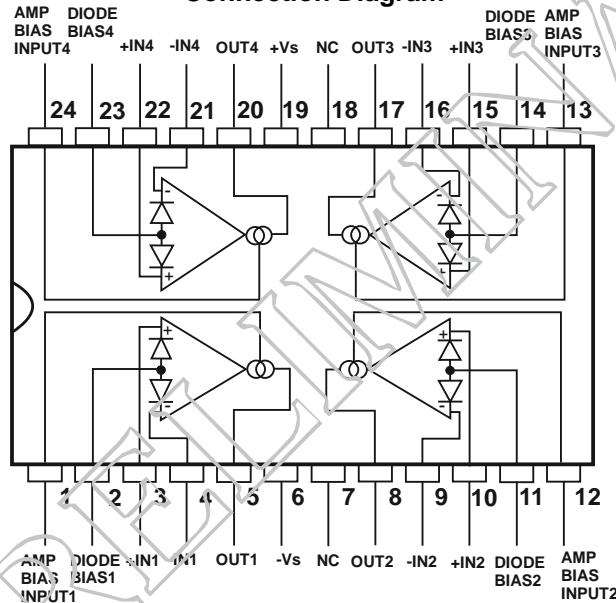 Connection Diagram
AMP BIAS INPUT4
DIODE BIAS4
+IN4
-IN4
OUT4
+Vs
NC
OUT3
-IN3
+IN3
DIODE BIAS3
AMP BIAS INPUT3
24 23 22 21 20 19 18 17 16 15 14 13
- -
+ +
+ +
- -
1 2 3 4 5 6 7 8 9 10 11 12
AMP BIAS INPUT1
DIODE BIAS1
+IN1
-IN1
OUT1
-Vs
NC
OUT2
-IN2
+IN2
DIODE BIAS2
AMP BIAS INPUT2
RELIMINA